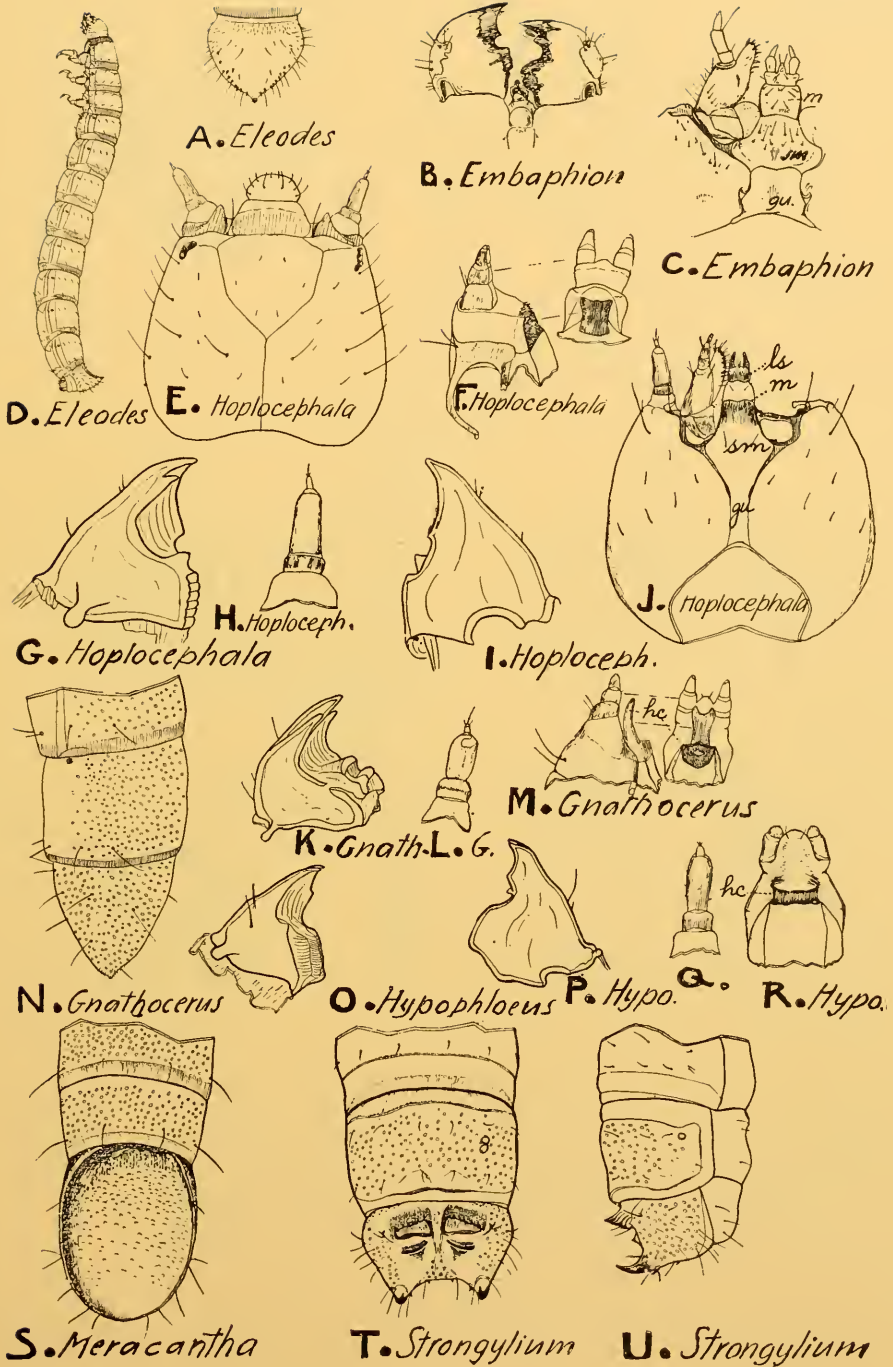 A. Eleodes
B. Embaphion
m
sm
gu.
C. Embaphion
D. Eleodes
E. Hoplocephala
F. Hoplocephala
ls
m
sm
gu
J. Hoplocephala
G. Hoplocephala
H. Hoploceph.
I. Hoploceph.
hc
K. Gnath.
L. G.
M. Gnathocerus
hc
N. Gnathocerus
O. Hypophloeus
P. Hypo.
Q.
R. Hypo.
8
S. Meracantha
T. Strongylium
U. Strongylium